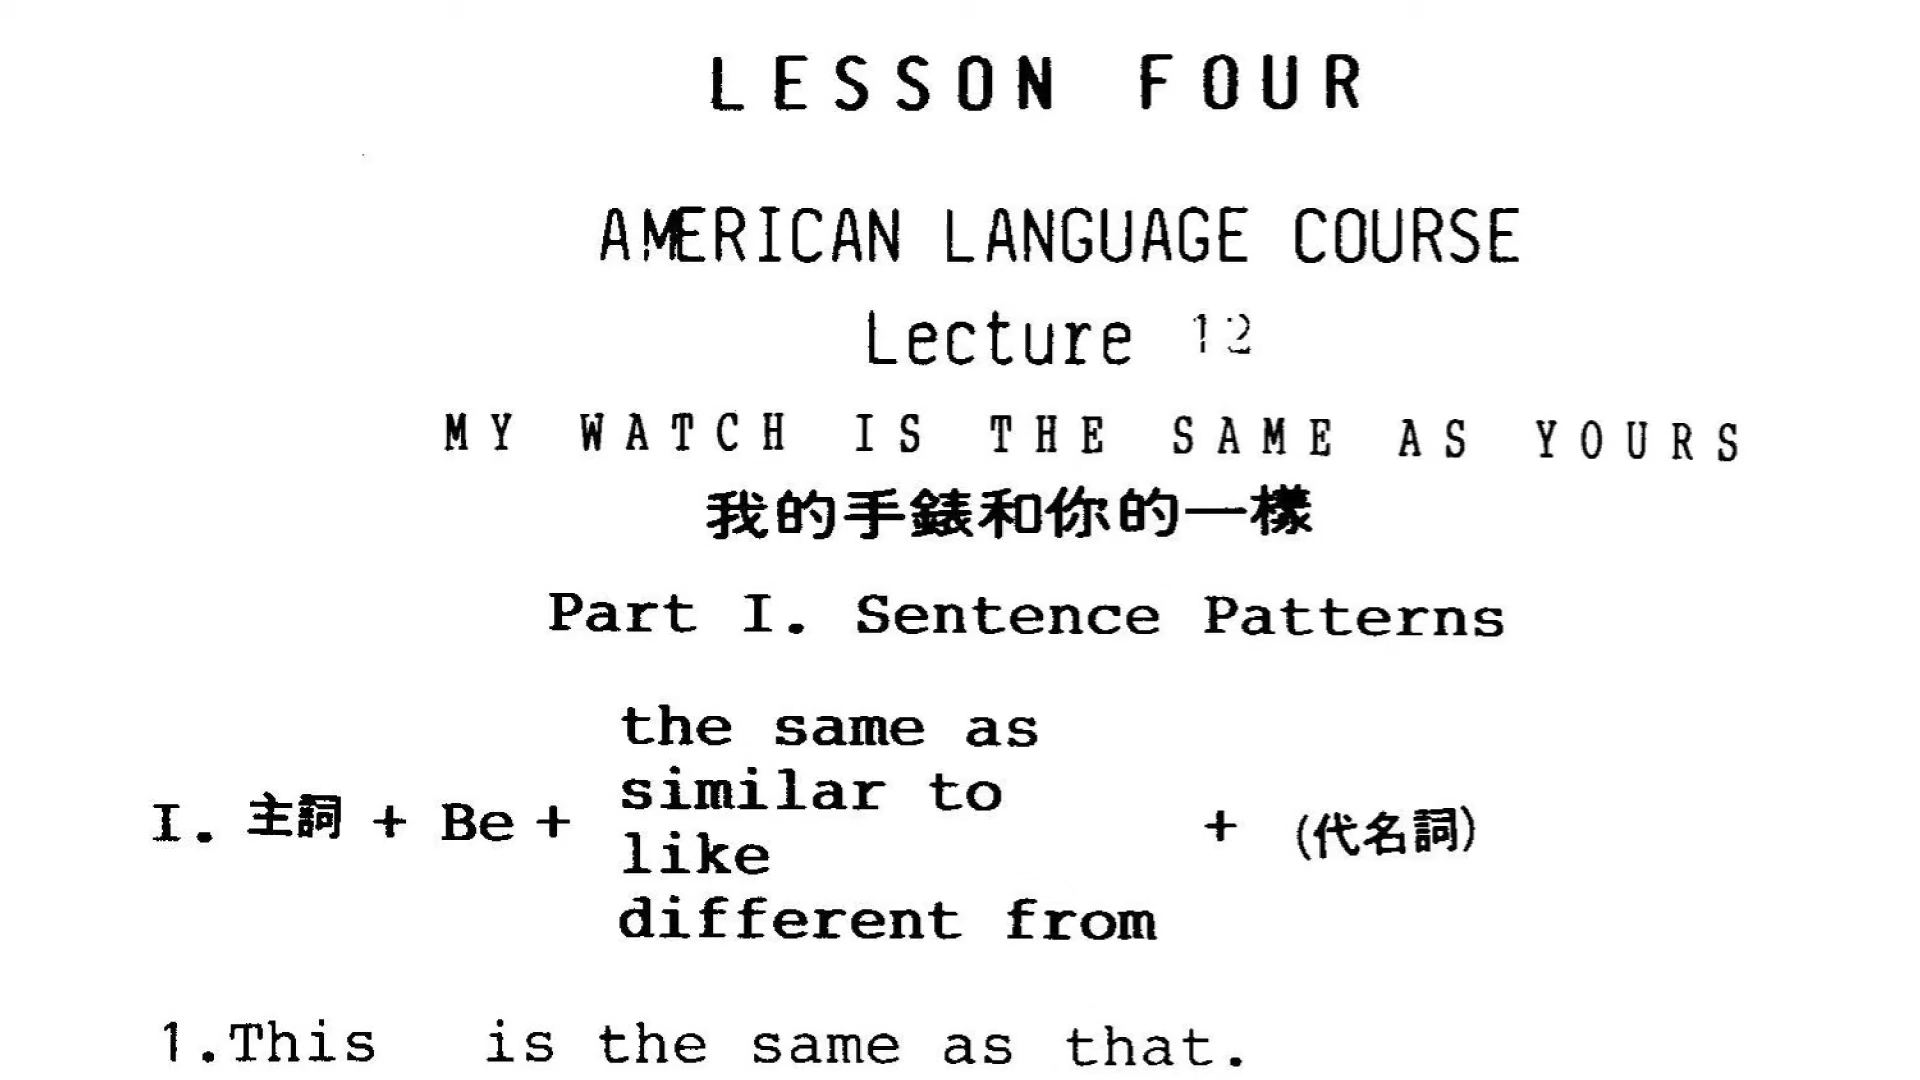 LESSON FOUR
AMERICAN LANGUAGE COURSE
Lecture 12
MY WATCH IS THE SAME AS YOURS
我的手錶和你的一樣
Part I. Sentence Patterns
the same as
similar to
I. 主詞 + Be + + (代名詞)
like
different from
1.This is the same as that.